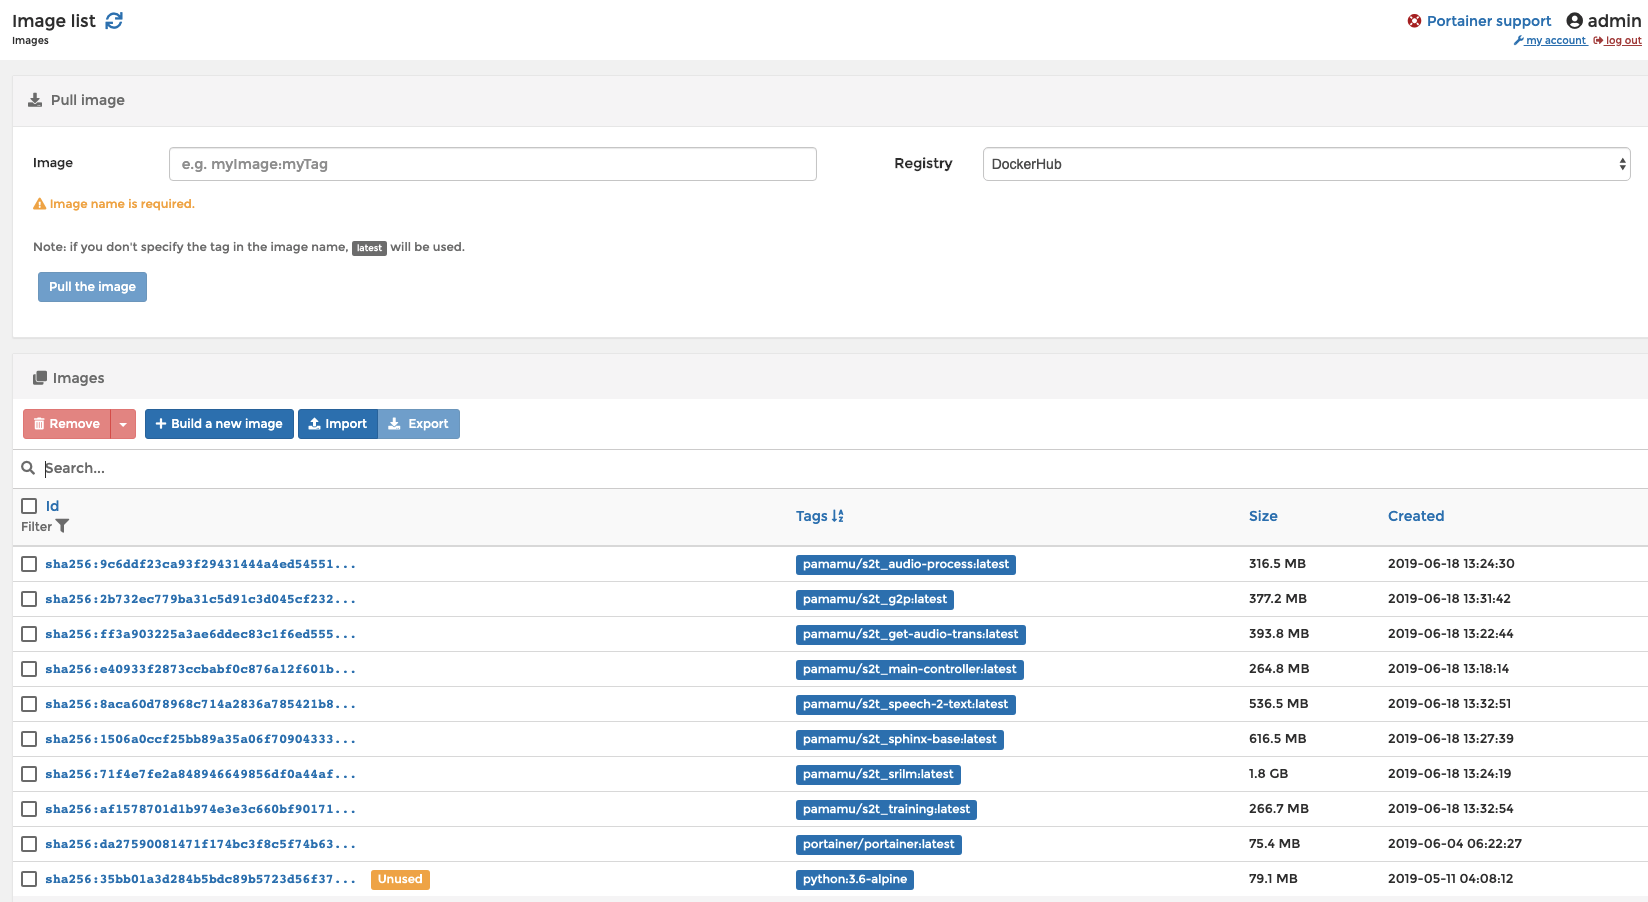 Image list
Portainer support admin
Images
my account log out
Pull image
Image e.g. myImage:myTag Registry DockerHub
Image name is required.
Note: if you don't specify the tag in the image name, latest will be used.
Pull the image
Images
Remove Build a new image Import Export
Search...
Id
Filter
Tags Size Created
sha256:9c6ddf23ca93f29431444a4ed54551... pamamu/s2t_audio-process:latest 316.5 MB 2019-06-18 13:24:30
sha256:2b732ec779ba31c5d91c3d045cf232... pamamu/s2t_g2p:latest 377.2 MB 2019-06-18 13:31:42
sha256:ff3a903225a3ae6ddec83c1f6ed555... pamamu/s2t_get-audio-trans:latest 393.8 MB 2019-06-18 13:22:44
sha256:e40933f2873ccbabf0c876a12f601b... pamamu/s2t_main-controller:latest 264.8 MB 2019-06-18 13:18:14
sha256:8aca60d78968c714a2836a785421b8... pamamu/s2t_speech-2-text:latest 536.5 MB 2019-06-18 13:32:51
sha256:1506a0ccf25bb89a35a06f70904333... pamamu/s2t_sphinx-base:latest 616.5 MB 2019-06-18 13:27:39
sha256:71f4e7fe2a848946649856df0a44af... pamamu/s2t_srilm:latest 1.8 GB 2019-06-18 13:24:19
sha256:af1578701d1b974e3e3c660bf90171... pamamu/s2t_training:latest 266.7 MB 2019-06-18 13:32:54
sha256:da27590081471f174bc3f8c5f74b63... portainer/portainer:latest 75.4 MB 2019-06-04 06:22:27
sha256:35bb01a3d284b5bdc89b5723d56f37... Unused python:3.6-alpine 79.1 MB 2019-05-11 04:08:12